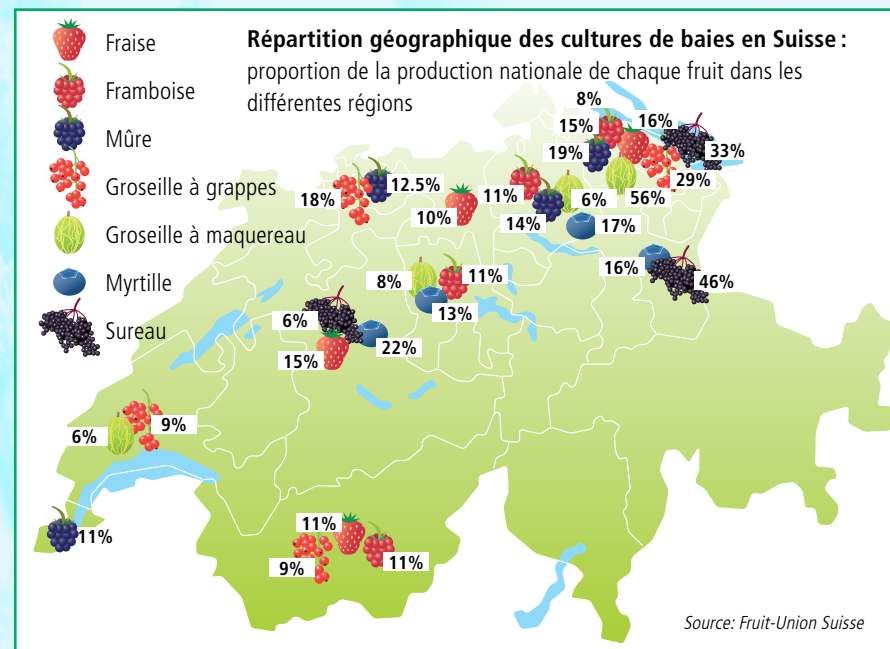 Répartition géographique des cultures de baies en Suisse :
proportion de la production nationale de chaque fruit dans les
différentes régions
Fraise
Framboise
Mûre
Groseille à grappes
Groseille à maquereau
Myrtille
Sureau
8%
15%
16%
19%
33%
29%
56%
6%
11%
14%
17%
12.5%
18%
10%
16%
46%
8%
11%
13%
6%
22%
15%
6%
9%
11%
11%
9%
11%
Source: Fruit-Union Suisse